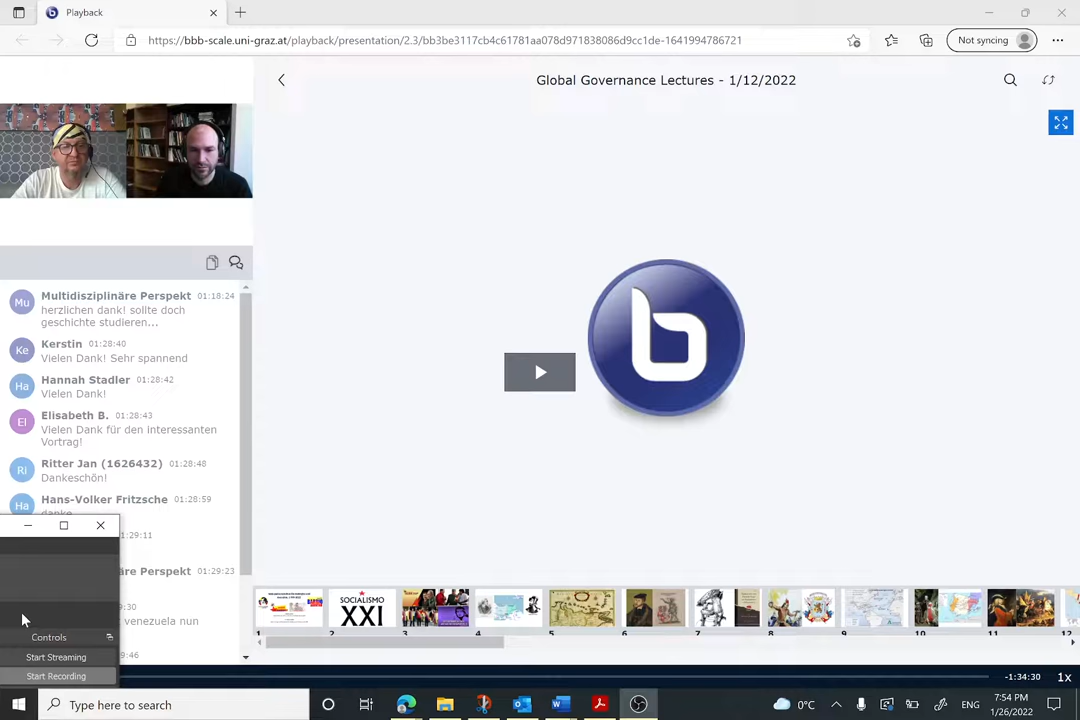 Playback
https://bbb-scale.uni-graz.at/playback/presentation/2.3/bb3be3117cb4c61781aa078d971838086d9cc1de-1641994786721
Not syncing
Global Governance Lectures - 1/12/2022
Mu
Multidisziplinäre Perspekt 01:18:24
herzlichen dank! sollte doch
geschichte studieren...
Ke
Kerstin 01:28:40
Vielen Dank! Sehr spannend
Ha
Hannah Stadler 01:28:42
Vielen Dank!
El
Elisabeth B. 01:28:43
Vielen Dank für den interessanten
Vortrag!
Ri
Ritter Jan (1626432) 01:28:48
Dankeschön!
Ha
Hans-Volker Fritzsche 01:28:59
danke
1:29:11
äre Perspekt 01:29:23
9:30
venezuela nun
9:46
Controls
Start Streaming
Start Recording
SOCIALISMO
XXI
1 2 3 4 5 6 7 8 9 10 11 12
-1:34:30 1x
Type here to search
0°C
ENG
7:54 PM
1/26/2022